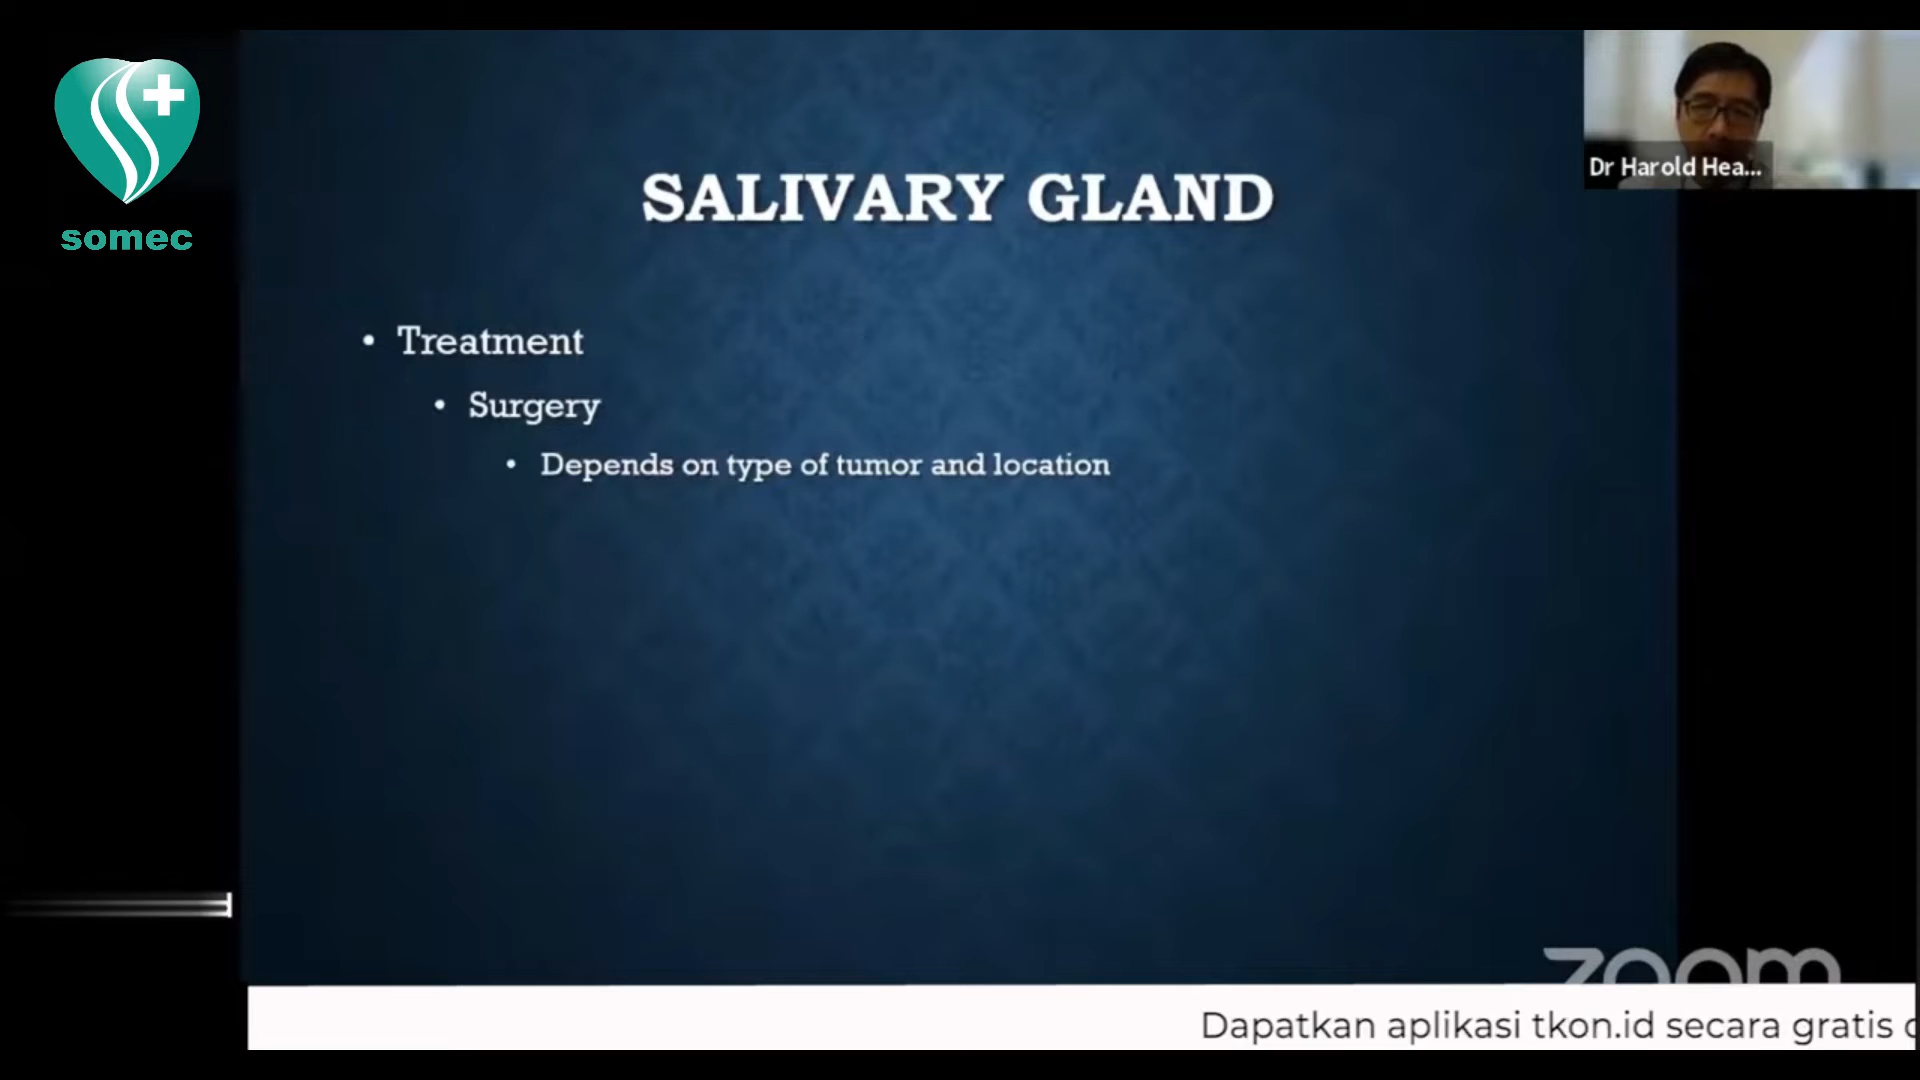 somec
SALIVARY GLAND
Dr Harold Hea...
• Treatment
• Surgery
• Depends on type of tumor and location
zoom
Dapatkan aplikasi tkon.id secara gratis